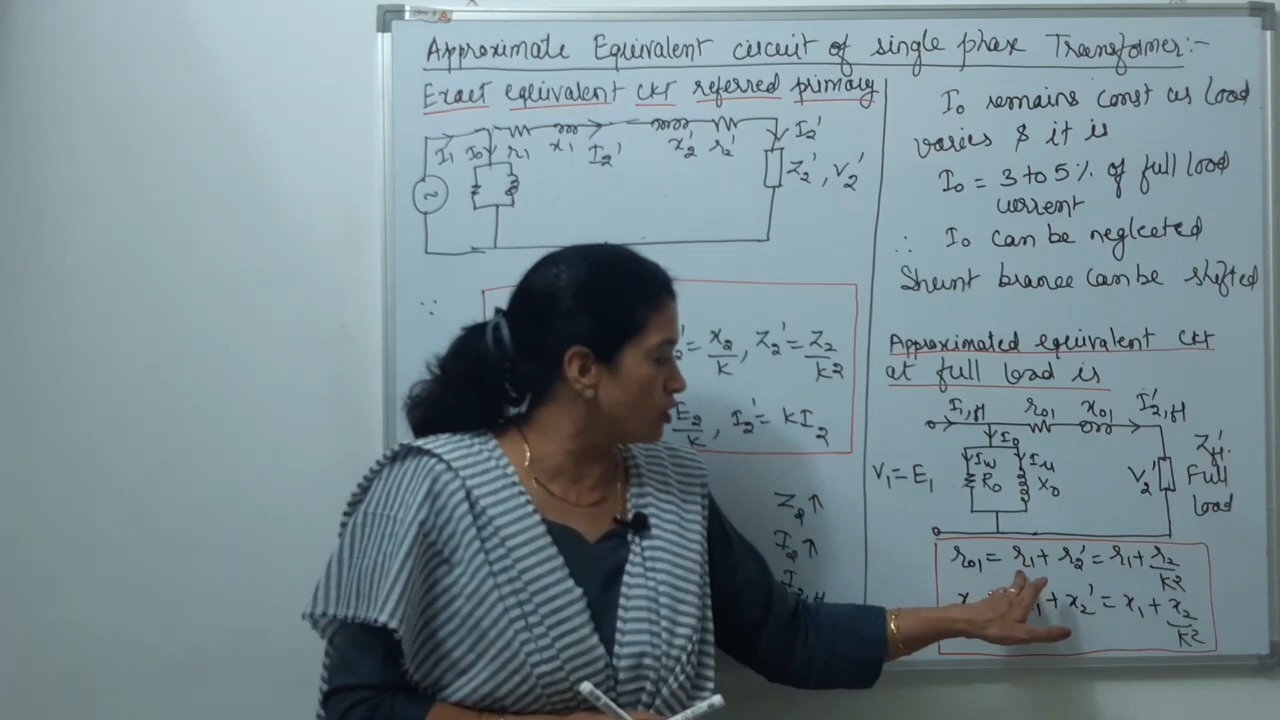 Approximate Equivalent circuit of single phase Transformer:-
Exact equivalent CKT referred primary
I₁ I₀ r₁ x₁ I₂' x₂' r₂' I₂'
Z₂', V₂'
∵
= x₂/K, Z₂' = Z₂/K²
E₂/K, I₂' = KI₂
I₀ remains const as load
varies & it is
I₀ = 3 to 5% of full load
current
∴ I₀ can be neglected
Shunt brance can be shifted
Approximated equivalent CKT
at full load is
I₁,fl r₀₁ x₀₁ I₂',fl
I₀
V₁ = E₁ Iw R₀ Iμ X₀ V₂' Zfl' Full load
r₀₁ = r₁ + r₂' = r₁ + r₂/K²
+ x₂' = x₁ + x₂/K²